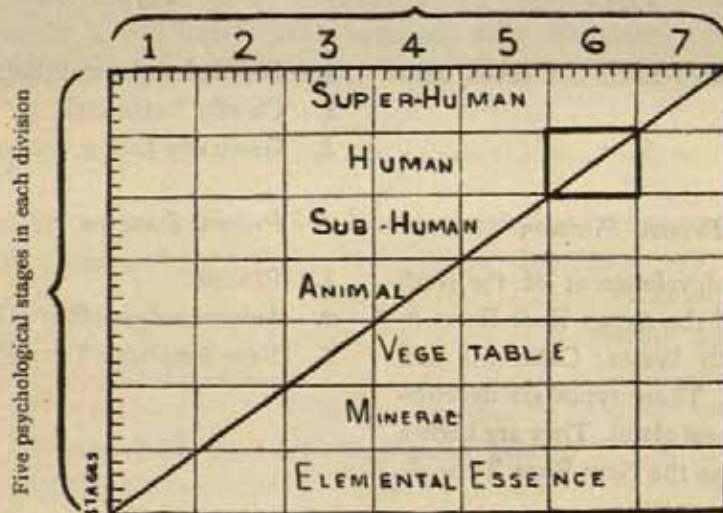 1 2 3 4 5 6 7
SUPER-HUMAN
HUMAN
SUB-HUMAN
ANIMAL
VEGETABLE
MINERAL
ELEMENTAL ESSENCE
STAGES
Five psychological stages in each division